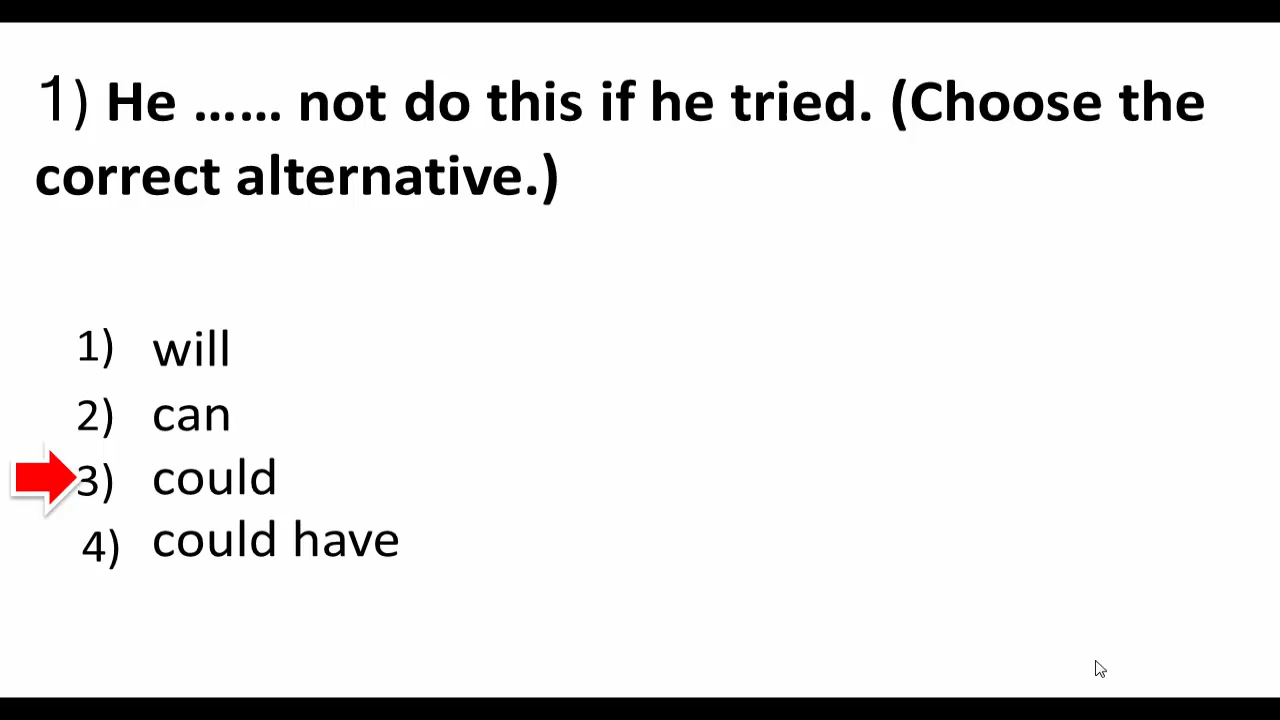 1) He ...... not do this if he tried. (Choose the
correct alternative.)
1) will
2) can
3) could
4) could have